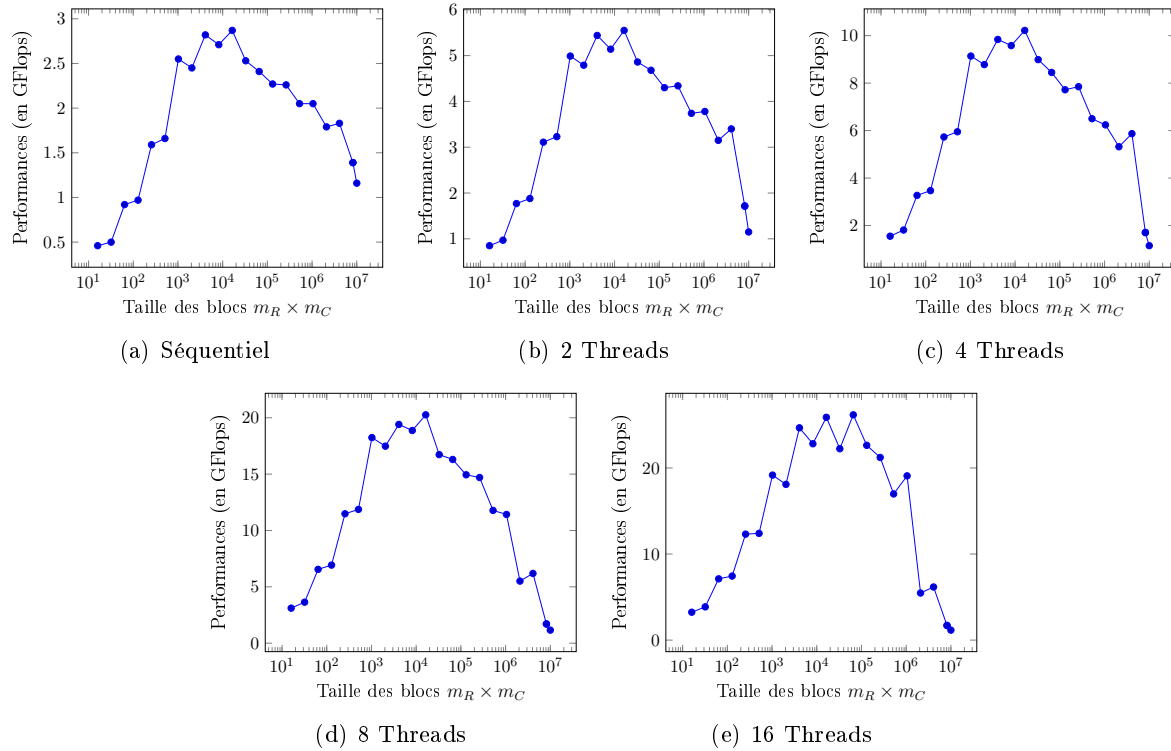 Performances (en GFlops)
3
2.5
2
1.5
1
0.5
10^1 10^2 10^3 10^4 10^5 10^6 10^7
Taille des blocs m_R × m_C
(a) Séquentiel
Performances (en GFlops)
6
5
4
3
2
1
10^1 10^2 10^3 10^4 10^5 10^6 10^7
Taille des blocs m_R × m_C
(b) 2 Threads
Performances (en GFlops)
10
8
6
4
2
10^1 10^2 10^3 10^4 10^5 10^6 10^7
Taille des blocs m_R × m_C
(c) 4 Threads
Performances (en GFlops)
20
15
10
5
0
10^1 10^2 10^3 10^4 10^5 10^6 10^7
Taille des blocs m_R × m_C
(d) 8 Threads
Performances (en GFlops)
20
10
0
10^1 10^2 10^3 10^4 10^5 10^6 10^7
Taille des blocs m_R × m_C
(e) 16 Threads